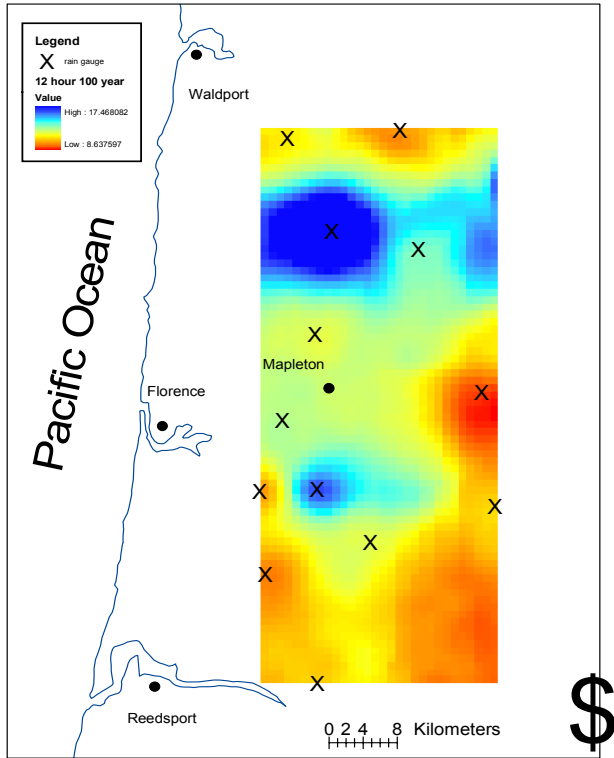 Legend
X rain gauge
12 hour 100 year
Value
High : 17.468082
Low : 8.637597
Waldport
Pacific Ocean
Mapleton
Florence
Reedsport
0 2 4 8 Kilometers
$